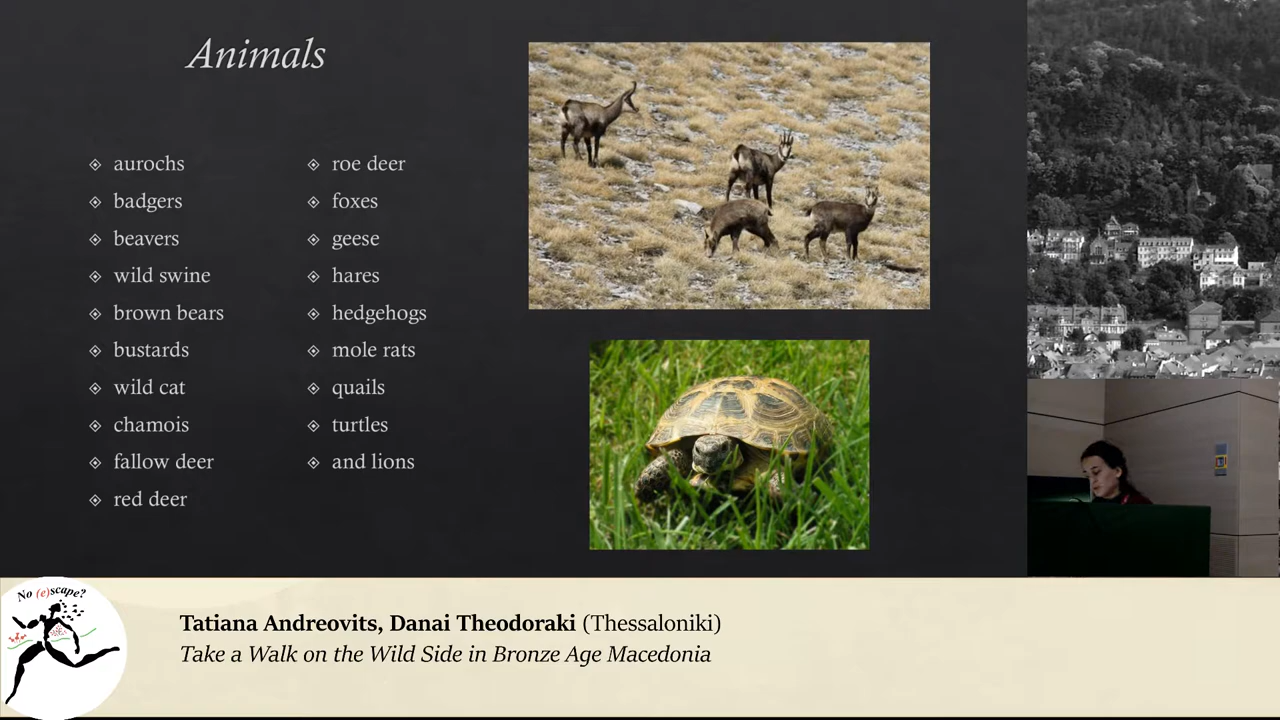 Animals
aurochs
badgers
beavers
wild swine
brown bears
bustards
wild cat
chamois
fallow deer
red deer
roe deer
foxes
geese
hares
hedgehogs
mole rats
quails
turtles
and lions
No (e)scape?
Tatiana Andreovits, Danai Theodoraki (Thessaloniki)
Take a Walk on the Wild Side in Bronze Age Macedonia